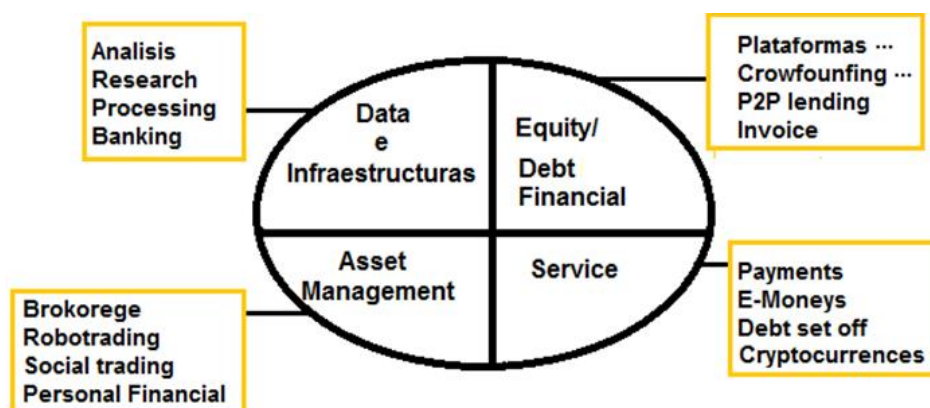 Analisis
Research
Processing
Banking
Data
e
Infraestructuras
Equity/
Debt
Financial
Plataformas ...
Crowfounfing ...
P2P lending
Invoice
Asset
Management
Service
Brokorege
Robotrading
Social trading
Personal Financial
Payments
E-Moneys
Debt set off
Cryptocurrences